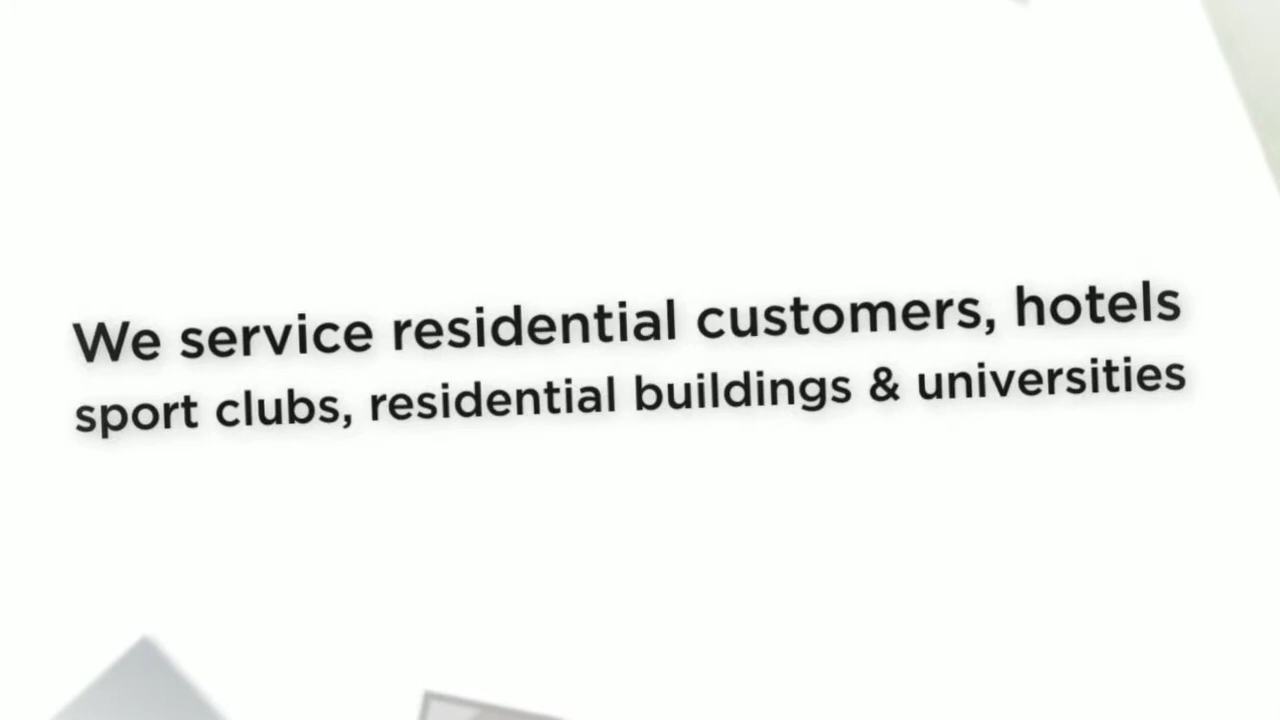 We service residential customers, hotels
sport clubs, residential buildings & universities